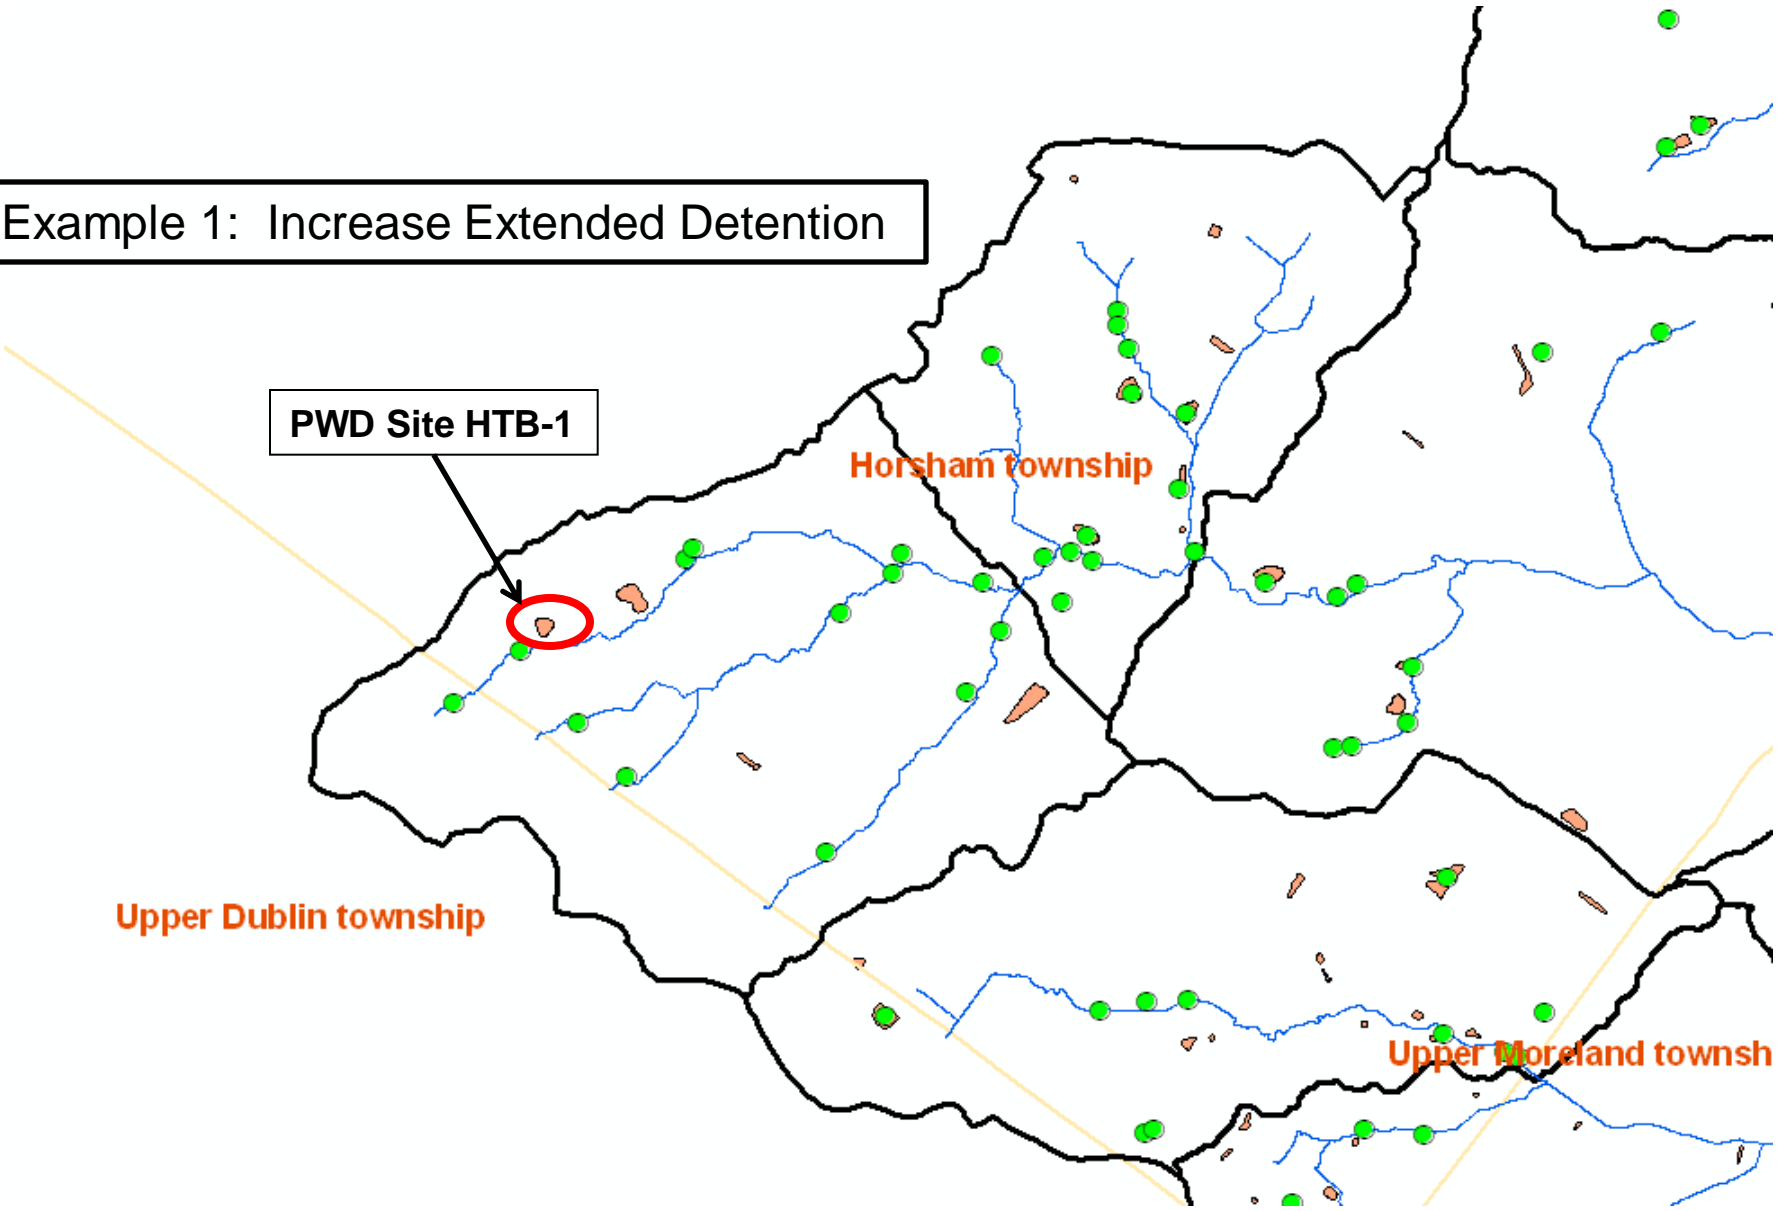 Example 1: Increase Extended Detention
PWD Site HTB-1
Horsham township
Upper Dublin township
Upper Moreland townsh